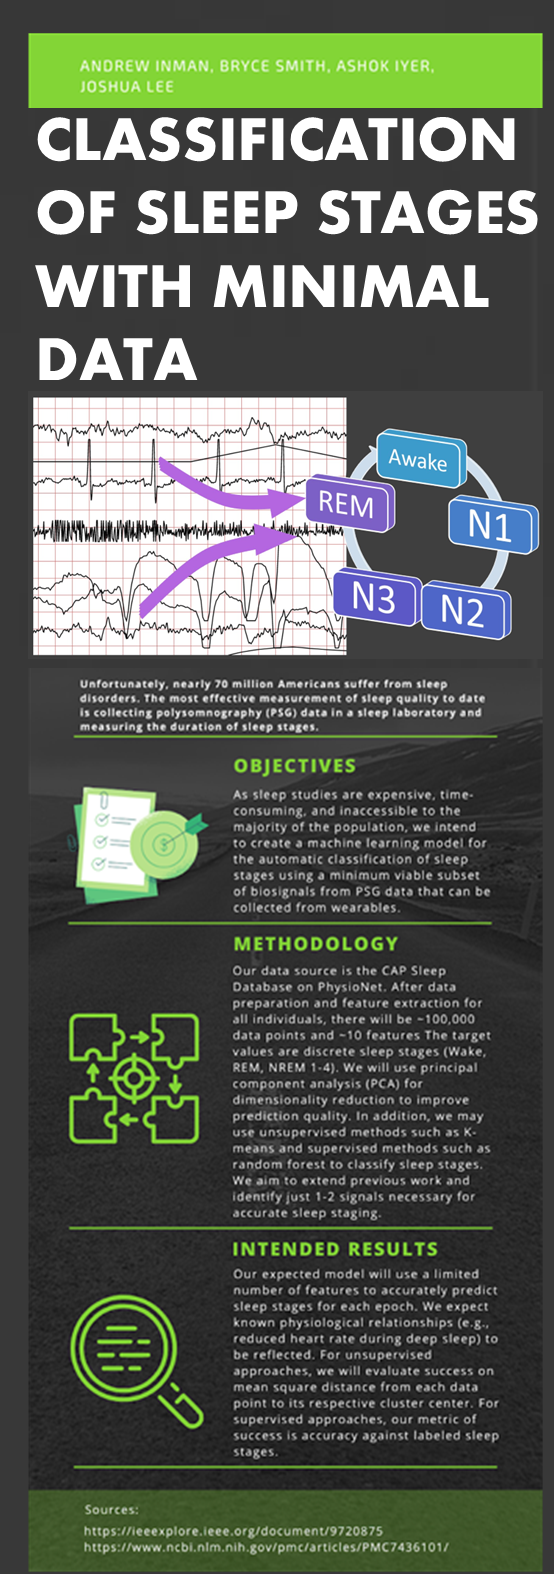 ANDREW INMAN, BRYCE SMITH, ASHOK IYER,
JOSHUA LEE
CLASSIFICATION
OF SLEEP STAGES
WITH MINIMAL
DATA
Awake
REM
N1
N3
N2
Unfortunately, nearly 70 million Americans suffer from sleep
disorders. The most effective measurement of sleep quality to date
is collecting polysomnography (PSG) data in a sleep laboratory and
measuring the duration of sleep stages.
OBJECTIVES
As sleep studies are expensive, time-
consuming, and inaccessible to the
majority of the population, we intend
to create a machine learning model for
the automatic classification of sleep
stages using a minimum viable subset
of biosignals from PSG data that can be
collected from wearables.
METHODOLOGY
Our data source is the CAP Sleep
Database on PhysioNet. After data
preparation and feature extraction for
all individuals, there will be ~100,000
data points and ~10 features The target
values are discrete sleep stages (Wake,
REM, NREM 1-4). We will use principal
component analysis (PCA) for
dimensionality reduction to improve
prediction quality. In addition, we may
use unsupervised methods such as K-
means and supervised methods such as
random forest to classify sleep stages.
We aim to extend previous work and
identify just 1-2 signals necessary for
accurate sleep staging.
INTENDED RESULTS
Our expected model will use a limited
number of features to accurately predict
sleep stages for each epoch. We expect
known physiological relationships (e.g.,
reduced heart rate during deep sleep) to
be reflected. For unsupervised
approaches, we will evaluate success on
mean square distance from each data
point to its respective cluster center. For
supervised approaches, our metric of
success is accuracy against labeled sleep
stages.
Sources:
https://ieeexplore.ieee.org/document/9720875
https://www.ncbi.nlm.nih.gov/pmc/articles/PMC7436101/